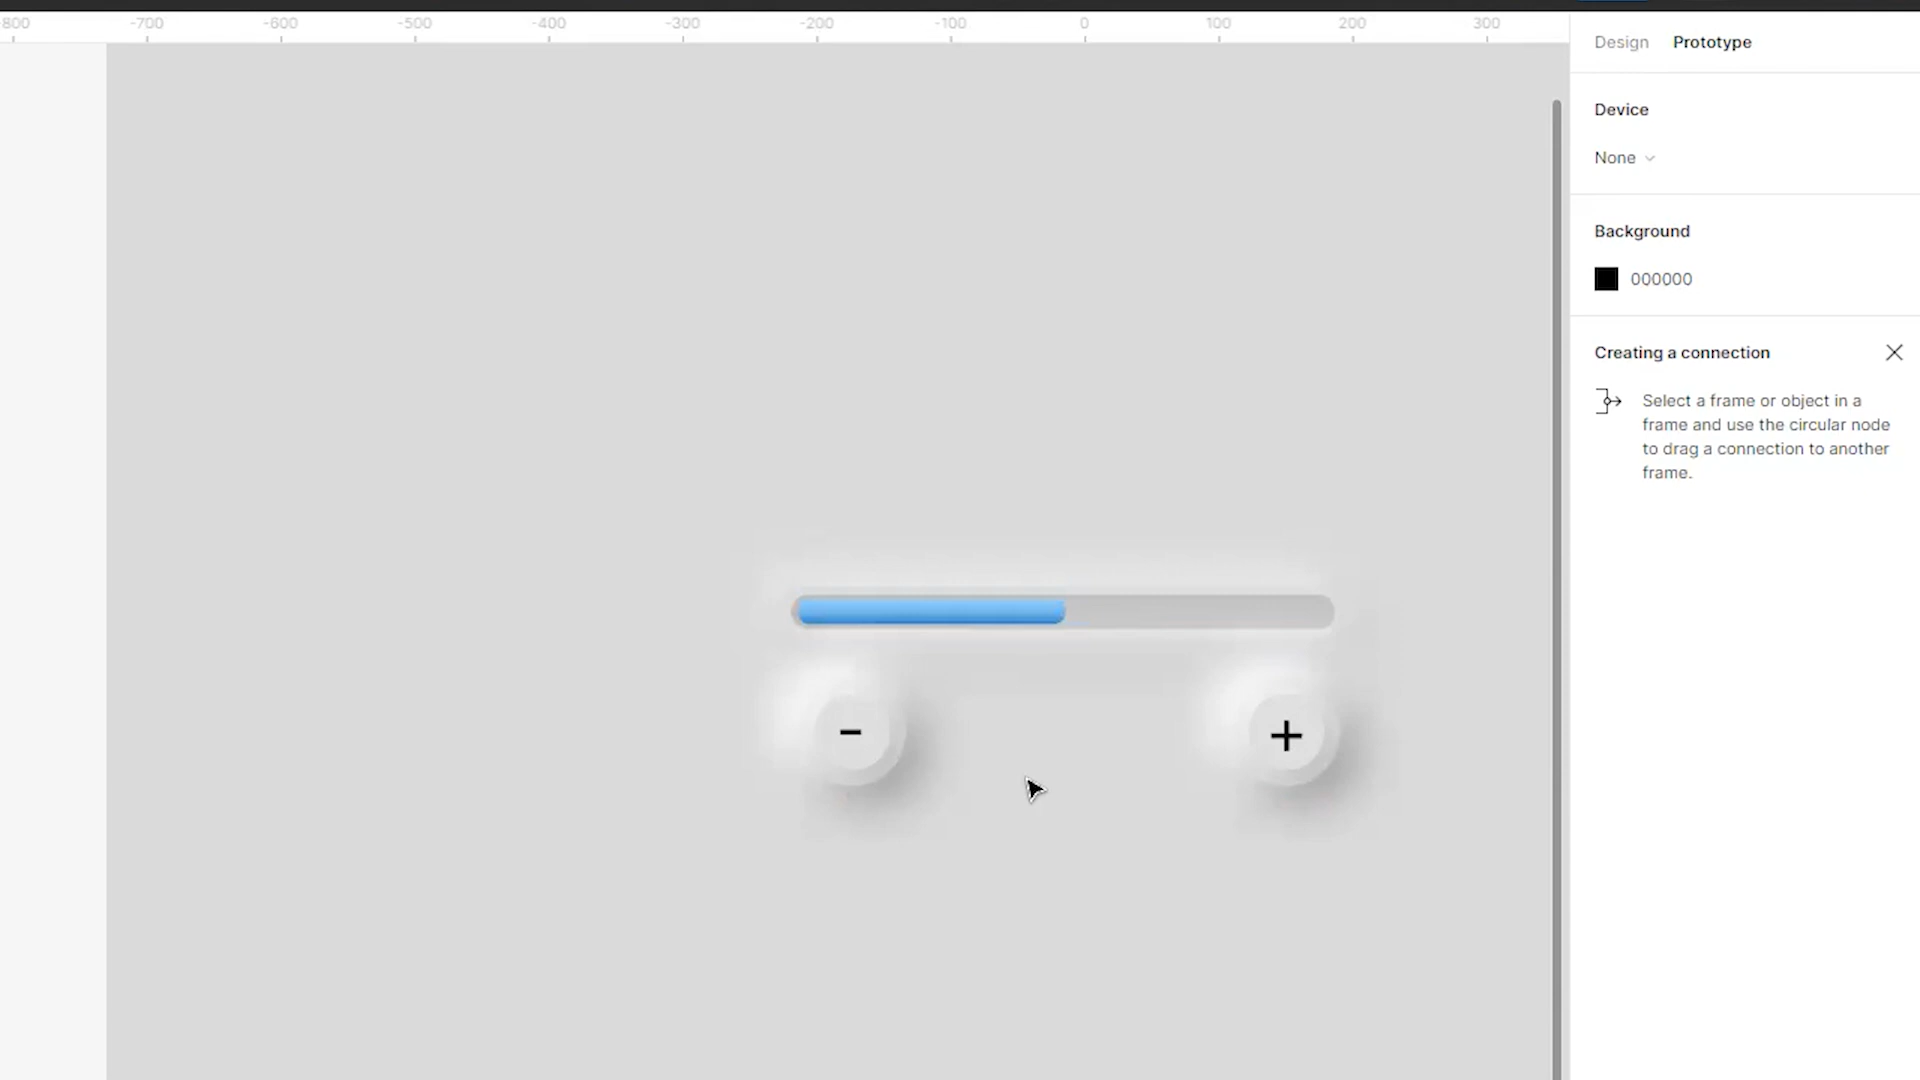 -800 -700 -600 -500 -400 -300 -200 -100 0 100 200 300
Design Prototype
Device
None
Background
000000
Creating a connection
Select a frame or object in a
frame and use the circular node
to drag a connection to another
frame.
- +